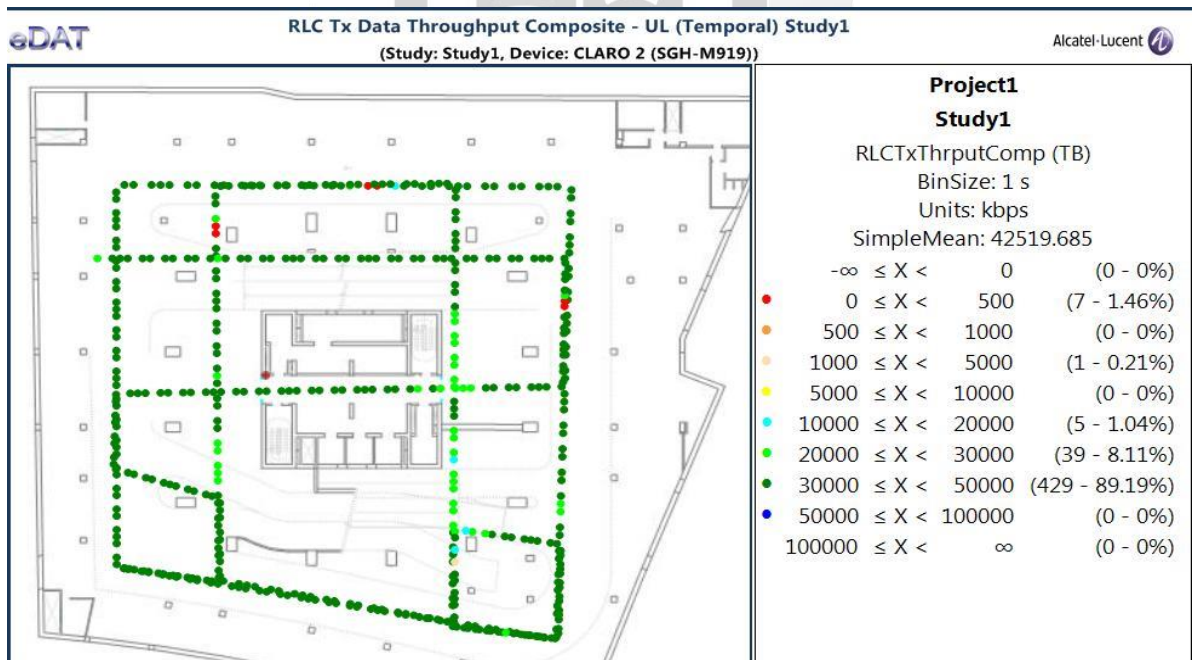 eDAT
RLC Tx Data Throughput Composite - UL (Temporal) Study1
(Study: Study1, Device: CLARO 2 (SGH-M919))
Alcatel·Lucent
Project1
Study1
RLCTxThrputComp (TB)
BinSize: 1 s
Units: kbps
SimpleMean: 42519.685
-∞ ≤ X < 0 (0 - 0%)
0 ≤ X < 500 (7 - 1.46%)
500 ≤ X < 1000 (0 - 0%)
1000 ≤ X < 5000 (1 - 0.21%)
5000 ≤ X < 10000 (0 - 0%)
10000 ≤ X < 20000 (5 - 1.04%)
20000 ≤ X < 30000 (39 - 8.11%)
30000 ≤ X < 50000 (429 - 89.19%)
50000 ≤ X < 100000 (0 - 0%)
100000 ≤ X < ∞ (0 - 0%)